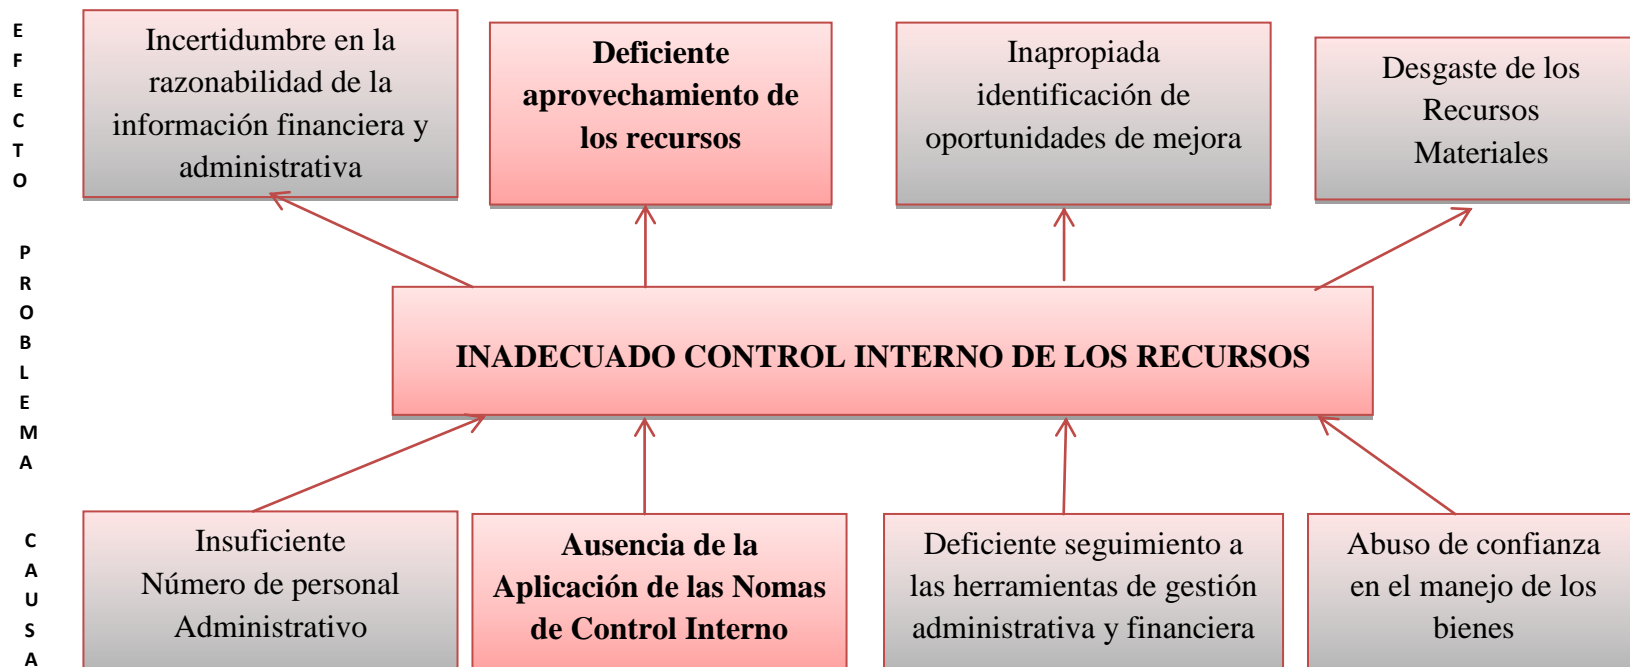 EFECTO
Incertidumbre en la
razonabilidad de la
información financiera y
administrativa
Deficiente
aprovechamiento de
los recursos
Inapropiada
identificación de
oportunidades de mejora
Desgaste de los
Recursos
Materiales
PROBLEMA
INADECUADO CONTROL INTERNO DE LOS RECURSOS
CAUSA
Insuficiente
Número de personal
Administrativo
Ausencia de la
Aplicación de las Nomas
de Control Interno
Deficiente seguimiento a
las herramientas de gestión
administrativa y financiera
Abuso de confianza
en el manejo de los
bienes